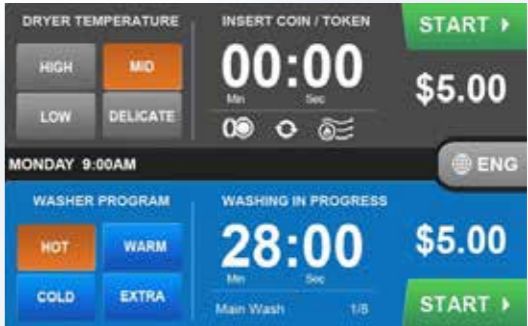 DRYER TEMPERATURE
INSERT COIN / TOKEN
START
HIGH
MID
00:00
Min
Sec
$5.00
LOW
DELICATE
MONDAY 9:00AM
ENG
WASHER PROGRAM
WASHING IN PROGRESS
HOT
WARM
28:00
Min
Sec
$5.00
COLD
EXTRA
Main Wash
1/8
START